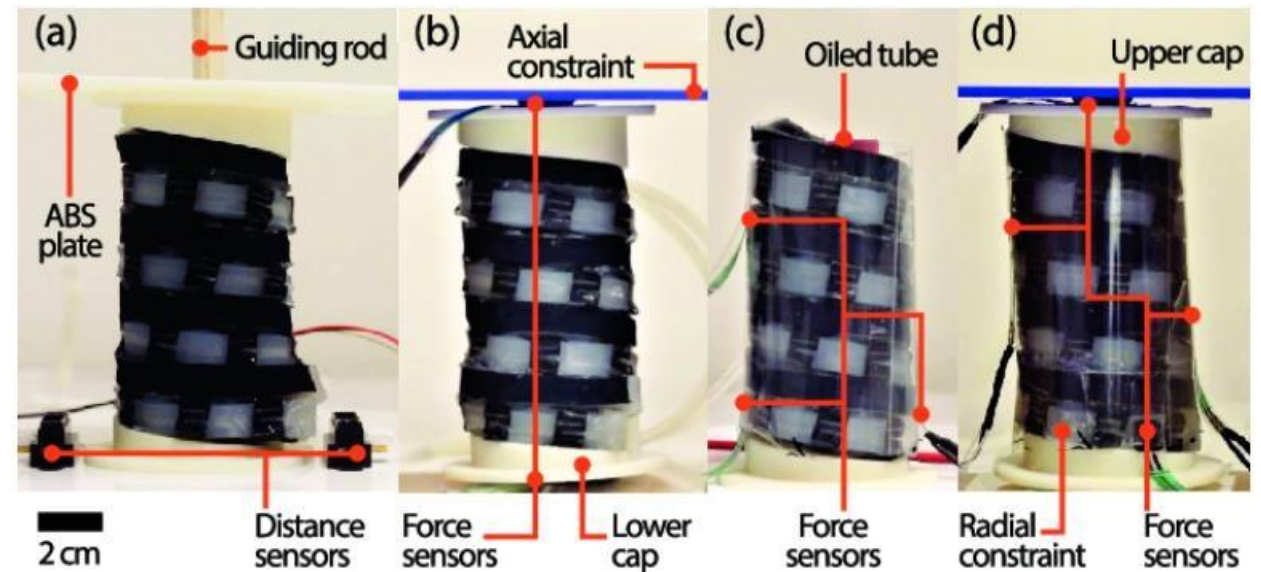 (a)
Guiding rod
ABS
plate
Distance
sensors
2 cm
(b)
Axial
constraint
Force
sensors
Lower
cap
(c)
Oiled tube
Force
sensors
(d)
Upper cap
Radial
constraint
Force
sensors